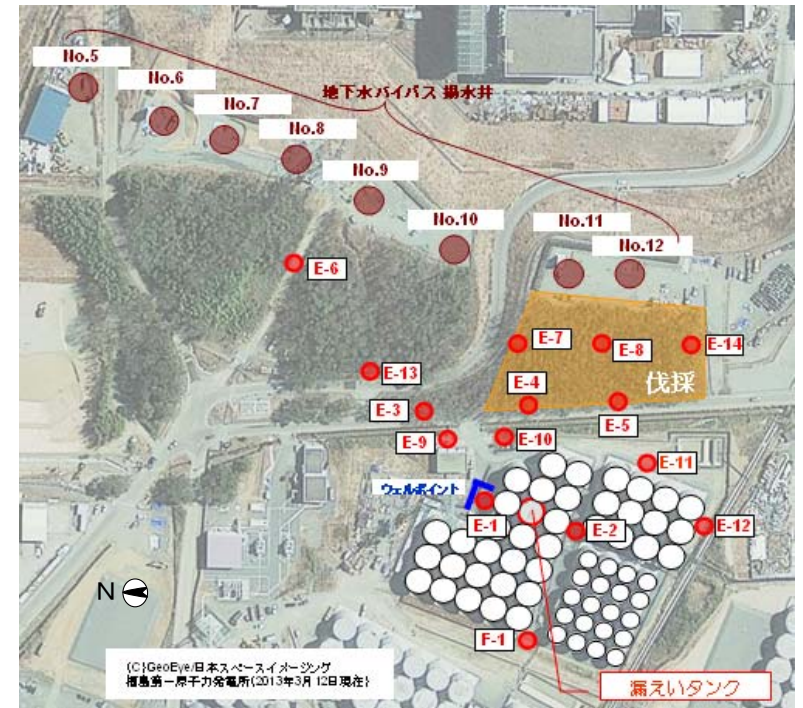 No.5
No.6
No.7
No.8
地下水バイパス 揚水井
No.9
No.10
No.11
No.12
E-6
E-7
E-8
E-14
E-13
伐採
E-4
E-3
E-5
E-9
E-10
E-11
ウェルポイント
E-1
E-2
E-12
N
F-1
(C)GeoEye/日本スペースイメージング
福島第一原子力発電所(2013年3月12日現在)
漏えいタンク